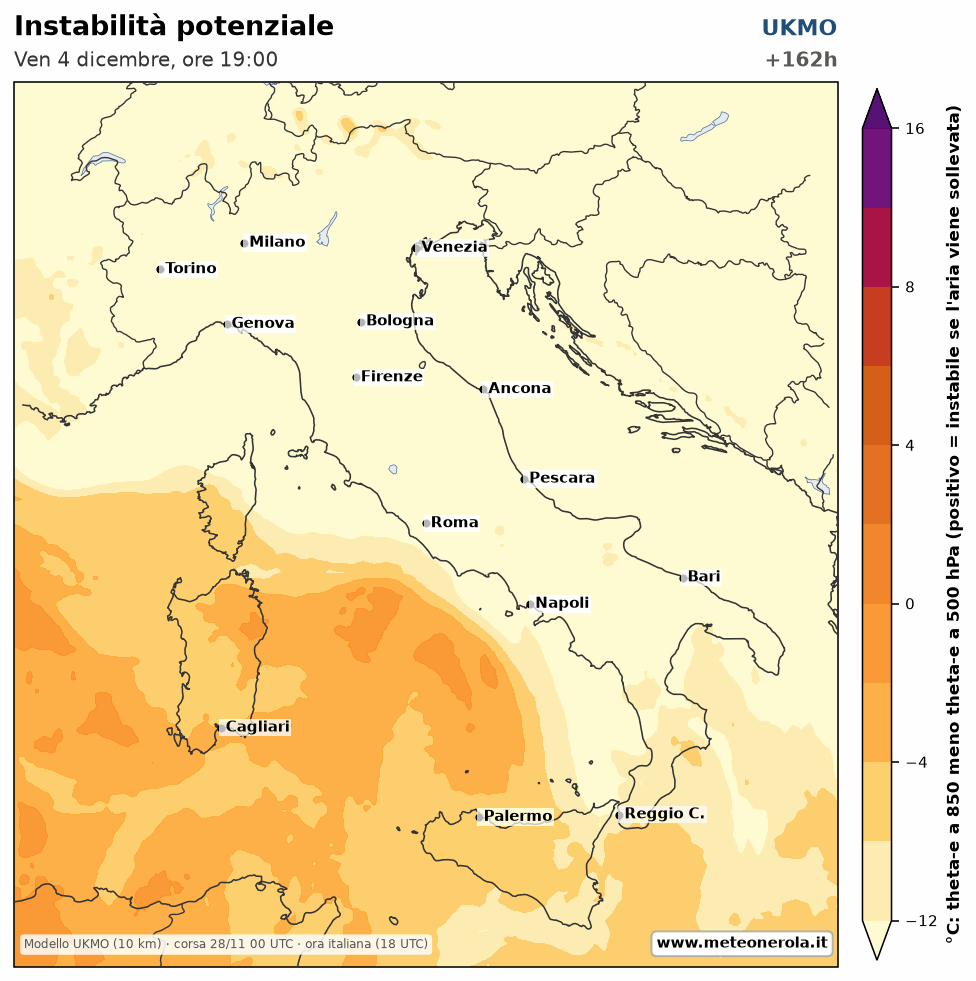 Instabilità potenziale
UKMO
Ven 4 dicembre, ore 19:00
+162h
Milano
Venezia
Torino
Genova
Bologna
Firenze
Ancona
Pescara
Roma
Bari
Napoli
Cagliari
Palermo
Reggio C.
16
8
4
0
−4
−12
°C: theta-e a 850 meno theta-e a 500 hPa (positivo = instabile se l'aria viene sollevata)
Modello UKMO (10 km) · corsa 28/11 00 UTC · ora italiana (18 UTC)
www.meteonerola.it